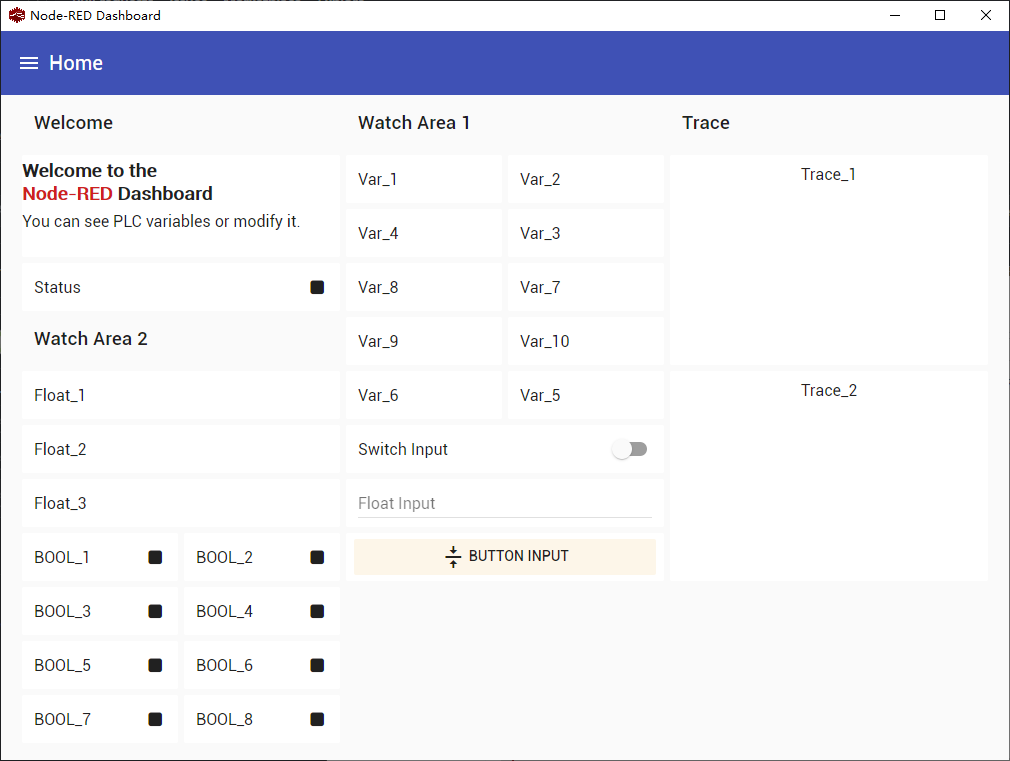 Node-RED Dashboard
Home
Welcome
Welcome to the
Node-RED Dashboard
You can see PLC variables or modify it.
Status
Watch Area 2
Float_1
Float_2
Float_3
BOOL_1 BOOL_2
BOOL_3 BOOL_4
BOOL_5 BOOL_6
BOOL_7 BOOL_8
Watch Area 1
Var_1 Var_2
Var_4 Var_3
Var_8 Var_7
Var_9 Var_10
Var_6 Var_5
Switch Input
Float Input
BUTTON INPUT
Trace
Trace_1
Trace_2